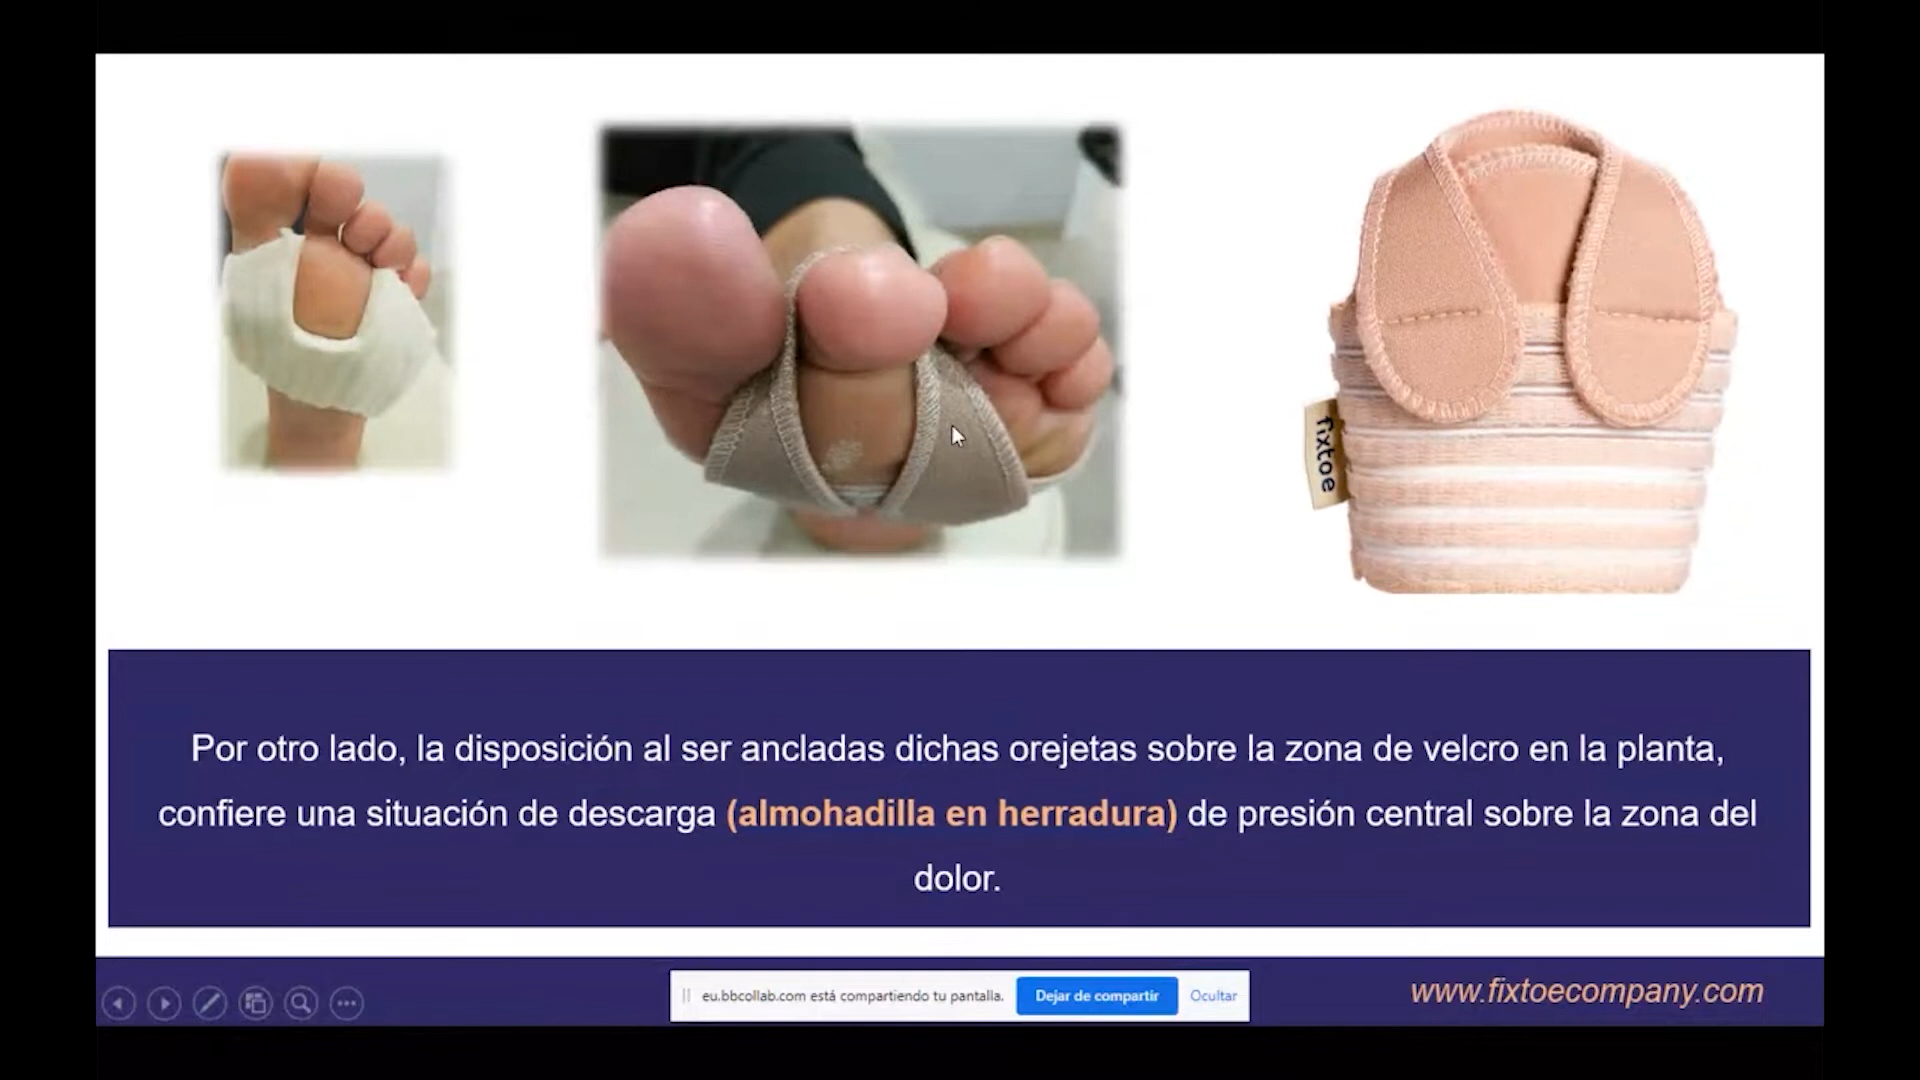 fixtoe
Por otro lado, la disposición al ser ancladas dichas orejetas sobre la zona de velcro en la planta,
confiere una situación de descarga (almohadilla en herradura) de presión central sobre la zona del
dolor.
eu.bbcollab.com está compartiendo tu pantalla.
Dejar de compartir
Ocultar
www.fixtoecompany.com